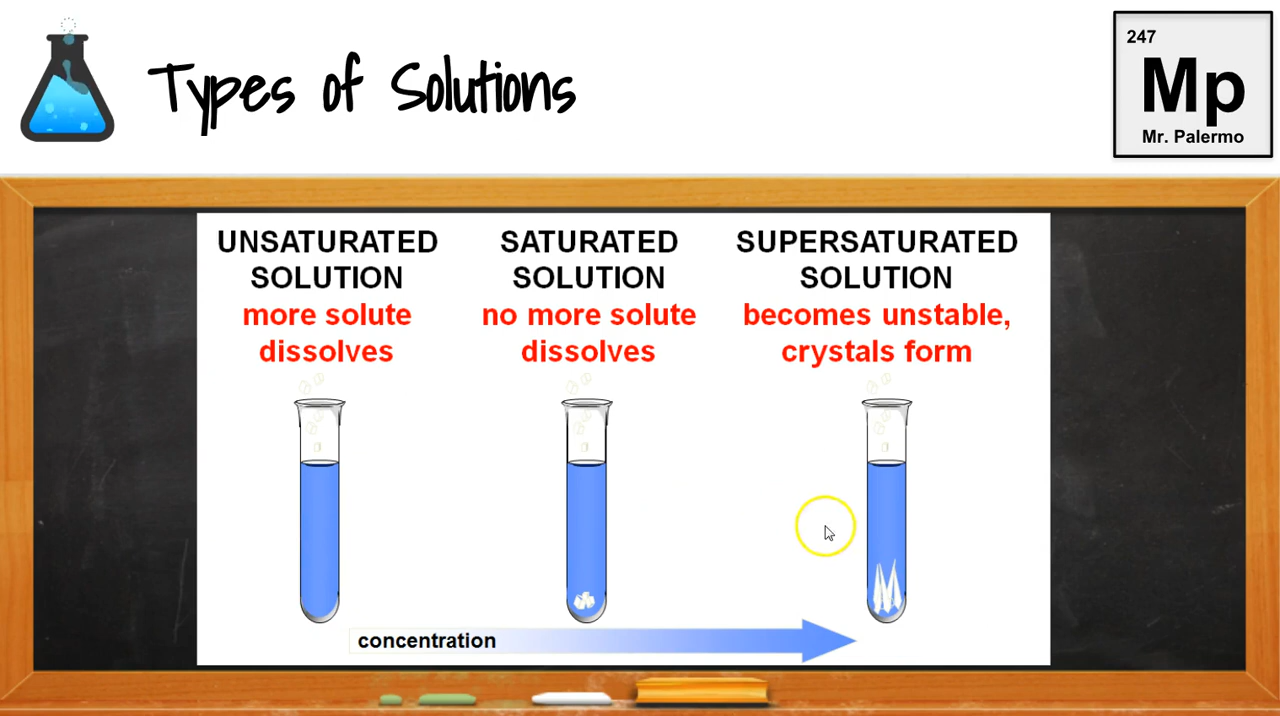 Types of Solutions
247
Mp
Mr. Palermo
UNSATURATED
SOLUTION
more solute
dissolves
SATURATED
SOLUTION
no more solute
dissolves
SUPERSATURATED
SOLUTION
becomes unstable,
crystals form
concentration